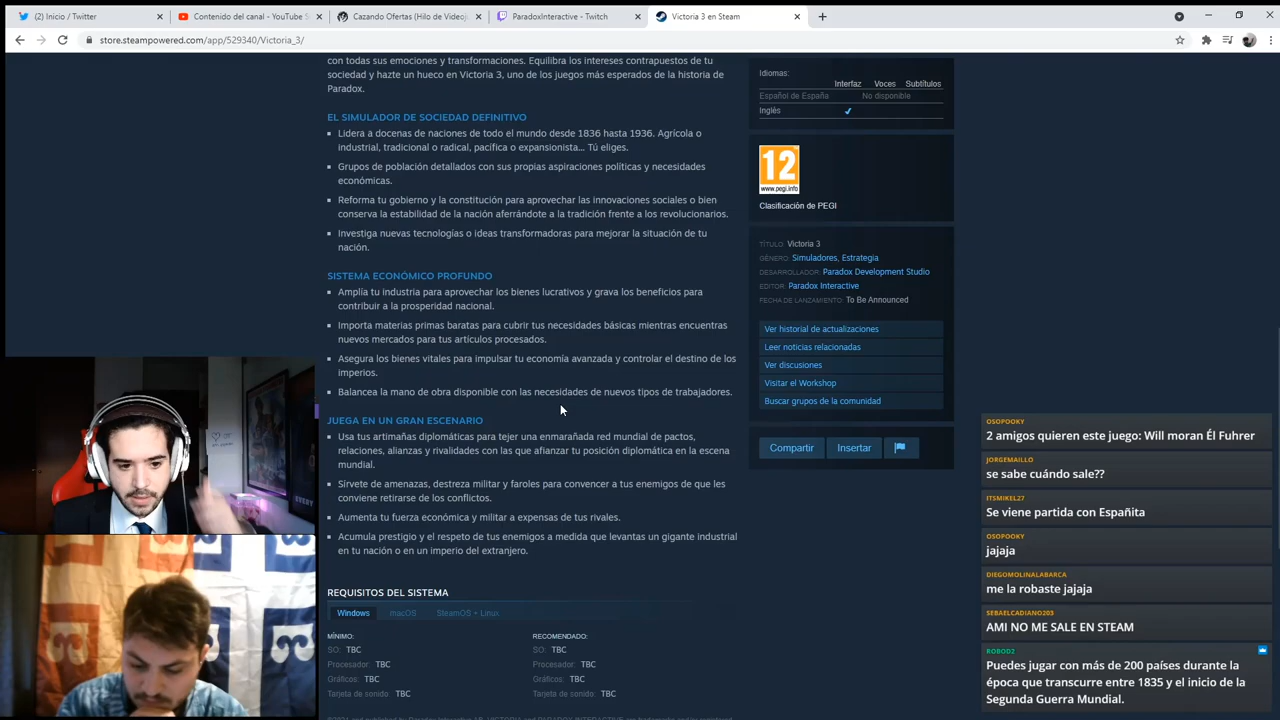 (2) Inicio / Twitter
Contenido del canal - YouTube S
Cazando Ofertas (Hilo de Videoju
ParadoxInteractive - Twitch
Victoria 3 en Steam
store.steampowered.com/app/529340/Victoria_3/
con todas sus emociones y transformaciones. Equilibra los intereses contrapuestos de tu
sociedad y hazte un hueco en Victoria 3, uno de los juegos más esperados de la historia de
Paradox.
EL SIMULADOR DE SOCIEDAD DEFINITIVO
Lidera a docenas de naciones de todo el mundo desde 1836 hasta 1936. Agrícola o
industrial, tradicional o radical, pacífica o expansionista... Tú eliges.
Grupos de población detallados con sus propias aspiraciones políticas y necesidades
económicas.
Reforma tu gobierno y la constitución para aprovechar las innovaciones sociales o bien
conserva la estabilidad de la nación aferrándote a la tradición frente a los revolucionarios.
Investiga nuevas tecnologías o ideas transformadoras para mejorar la situación de tu
nación.
SISTEMA ECONÓMICO PROFUNDO
Amplía tu industria para aprovechar los bienes lucrativos y grava los beneficios para
contribuir a la prosperidad nacional.
Importa materias primas baratas para cubrir tus necesidades básicas mientras encuentras
nuevos mercados para tus artículos procesados.
Asegura los bienes vitales para impulsar tu economía avanzada y controlar el destino de los
imperios.
Balancea la mano de obra disponible con las necesidades de nuevos tipos de trabajadores.
JUEGA EN UN GRAN ESCENARIO
Usa tus artimañas diplomáticas para tejer una enmarañada red mundial de pactos,
relaciones, alianzas y rivalidades con las que afianzar tu posición diplomática en la escena
mundial.
Sírvete de amenazas, destreza militar y faroles para convencer a tus enemigos de que les
conviene retirarse de los conflictos.
Aumenta tu fuerza económica y militar a expensas de tus rivales.
Acumula prestigio y el respeto de tus enemigos a medida que levantas un gigante industrial
en tu nación o en un imperio del extranjero.
REQUISITOS DEL SISTEMA
Windows macOS SteamOS + Linux
MÍNIMO:
SO: TBC
Procesador: TBC
Gráficos: TBC
Tarjeta de sonido: TBC
RECOMENDADO:
SO: TBC
Procesador: TBC
Gráficos: TBC
Tarjeta de sonido: TBC
Idiomas:
Interfaz Voces Subtítulos
Español de España No disponible
Inglés
12
www.pegi.info
Clasificación de PEGI
TÍTULO: Victoria 3
GÉNERO: Simuladores, Estrategia
DESARROLLADOR: Paradox Development Studio
EDITOR: Paradox Interactive
FECHA DE LANZAMIENTO: To Be Announced
Ver historial de actualizaciones
Leer noticias relacionadas
Ver discusiones
Visitar el Workshop
Buscar grupos de la comunidad
Compartir Insertar
OSOPOOKY
2 amigos quieren este juego: Will moran Él Fuhrer
JORGEMAILLO
se sabe cuándo sale??
ITSMIKEL27
Se viene partida con Españita
OSOPOOKY
jajaja
DIEGOMOLINALABARCA
me la robaste jajaja
SEBAELCADIANO203
AMI NO ME SALE EN STEAM
ROBOD2
Puedes jugar con más de 200 países durante la
época que transcurre entre 1835 y el inicio de la
Segunda Guerra Mundial.